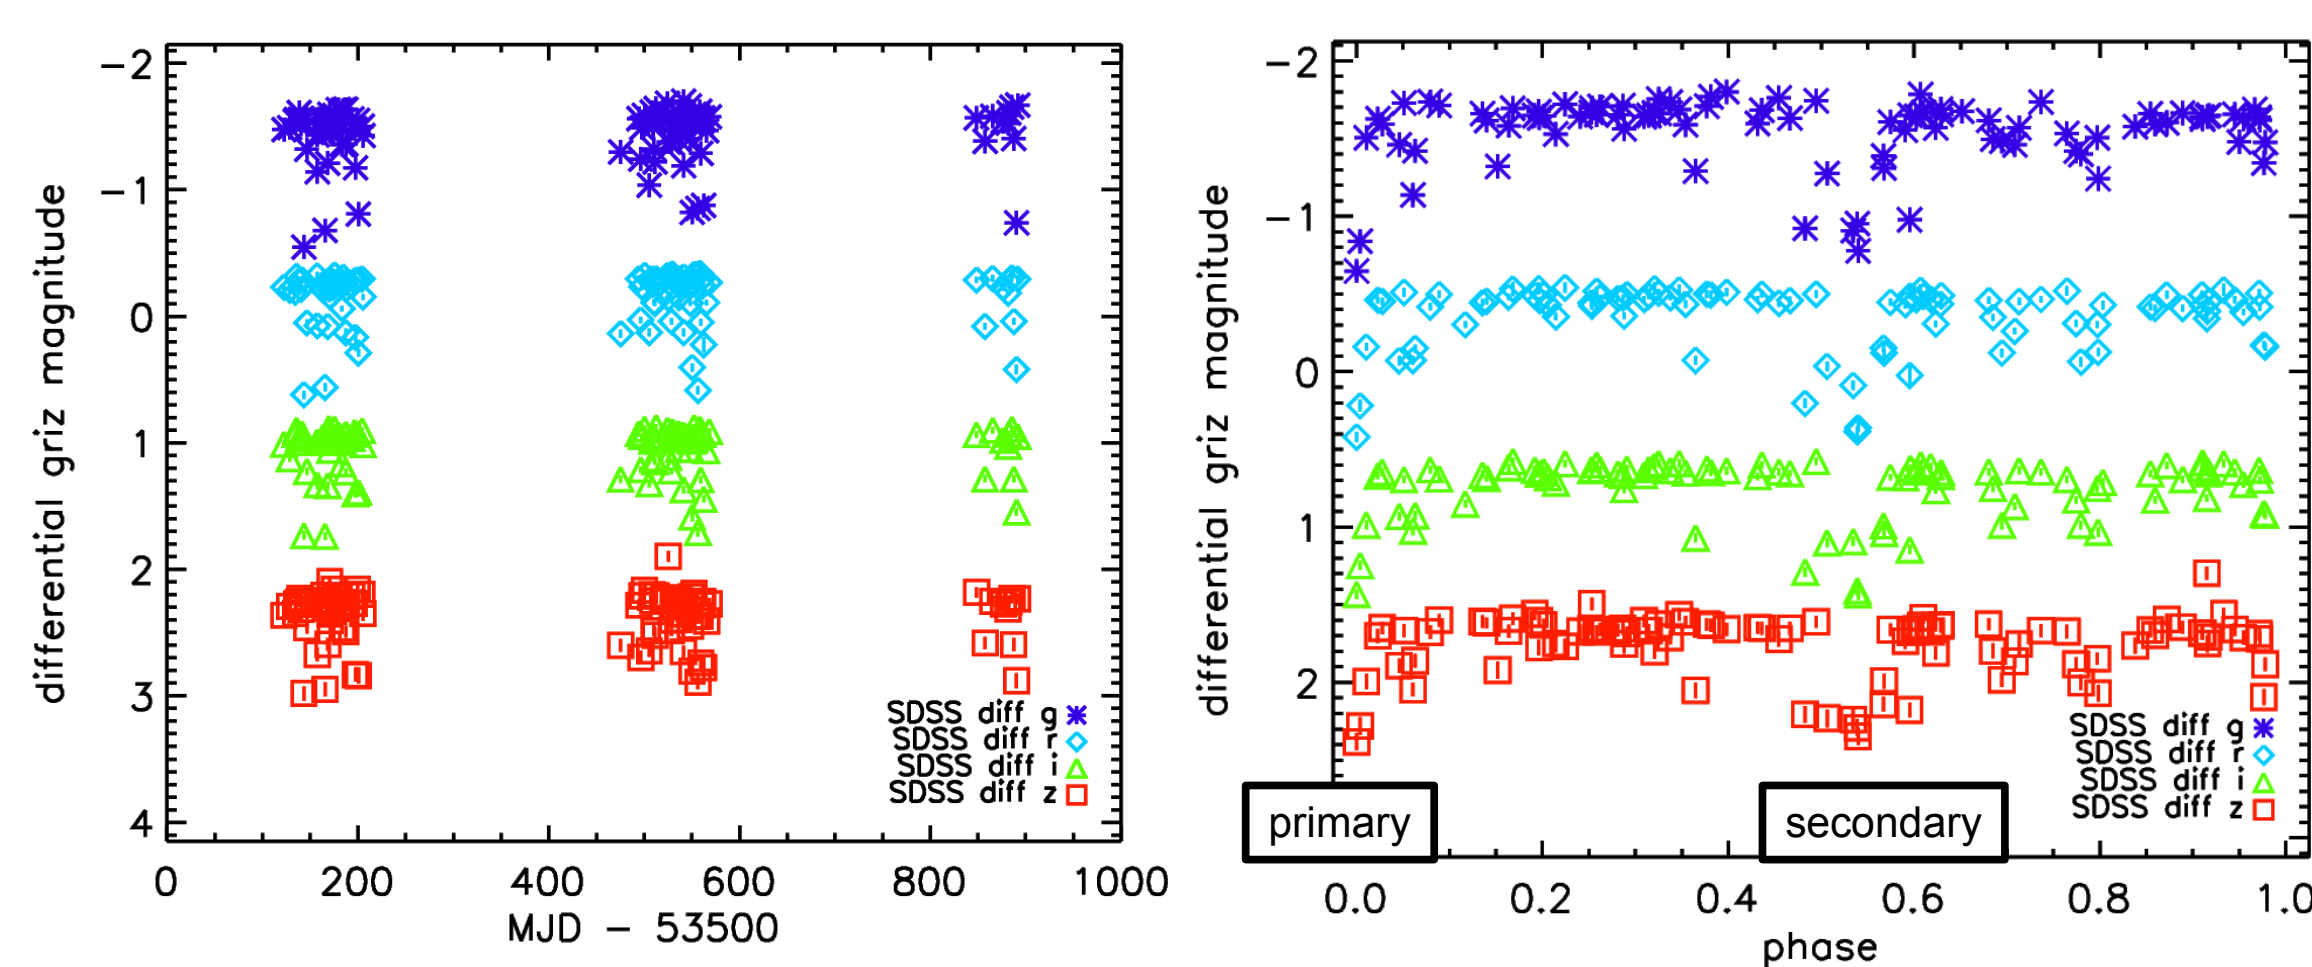 differential griz magnitude
-2
-1
0
1
2
3
4
SDSS diff g
SDSS diff r
SDSS diff i
SDSS diff z
0 200 400 600 800 1000
MJD - 53500
differential griz magnitude
-2
-1
0
1
2
SDSS diff g
SDSS diff r
SDSS diff i
SDSS diff z
primary
secondary
0.0 0.2 0.4 0.6 0.8 1.0
phase